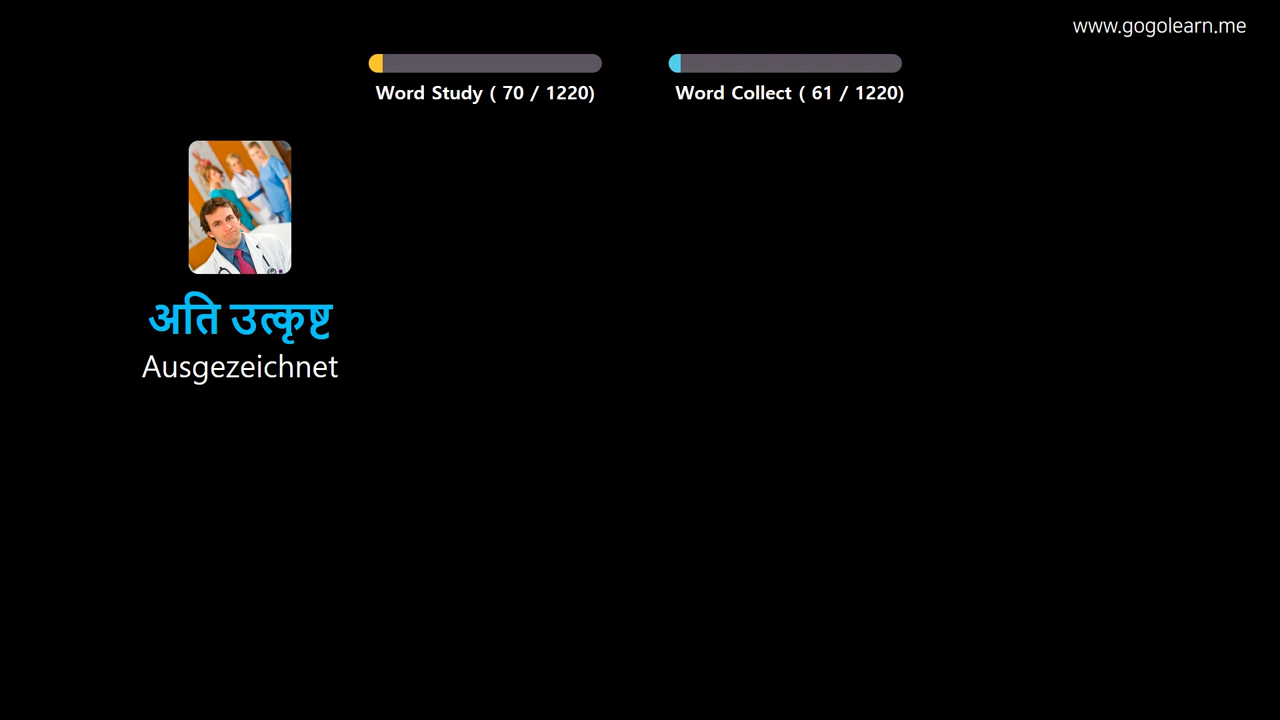 www.gogolearn.me
Word Study ( 70 / 1220)
Word Collect ( 61 / 1220)
अति उत्कृष्ट
Ausgezeichnet